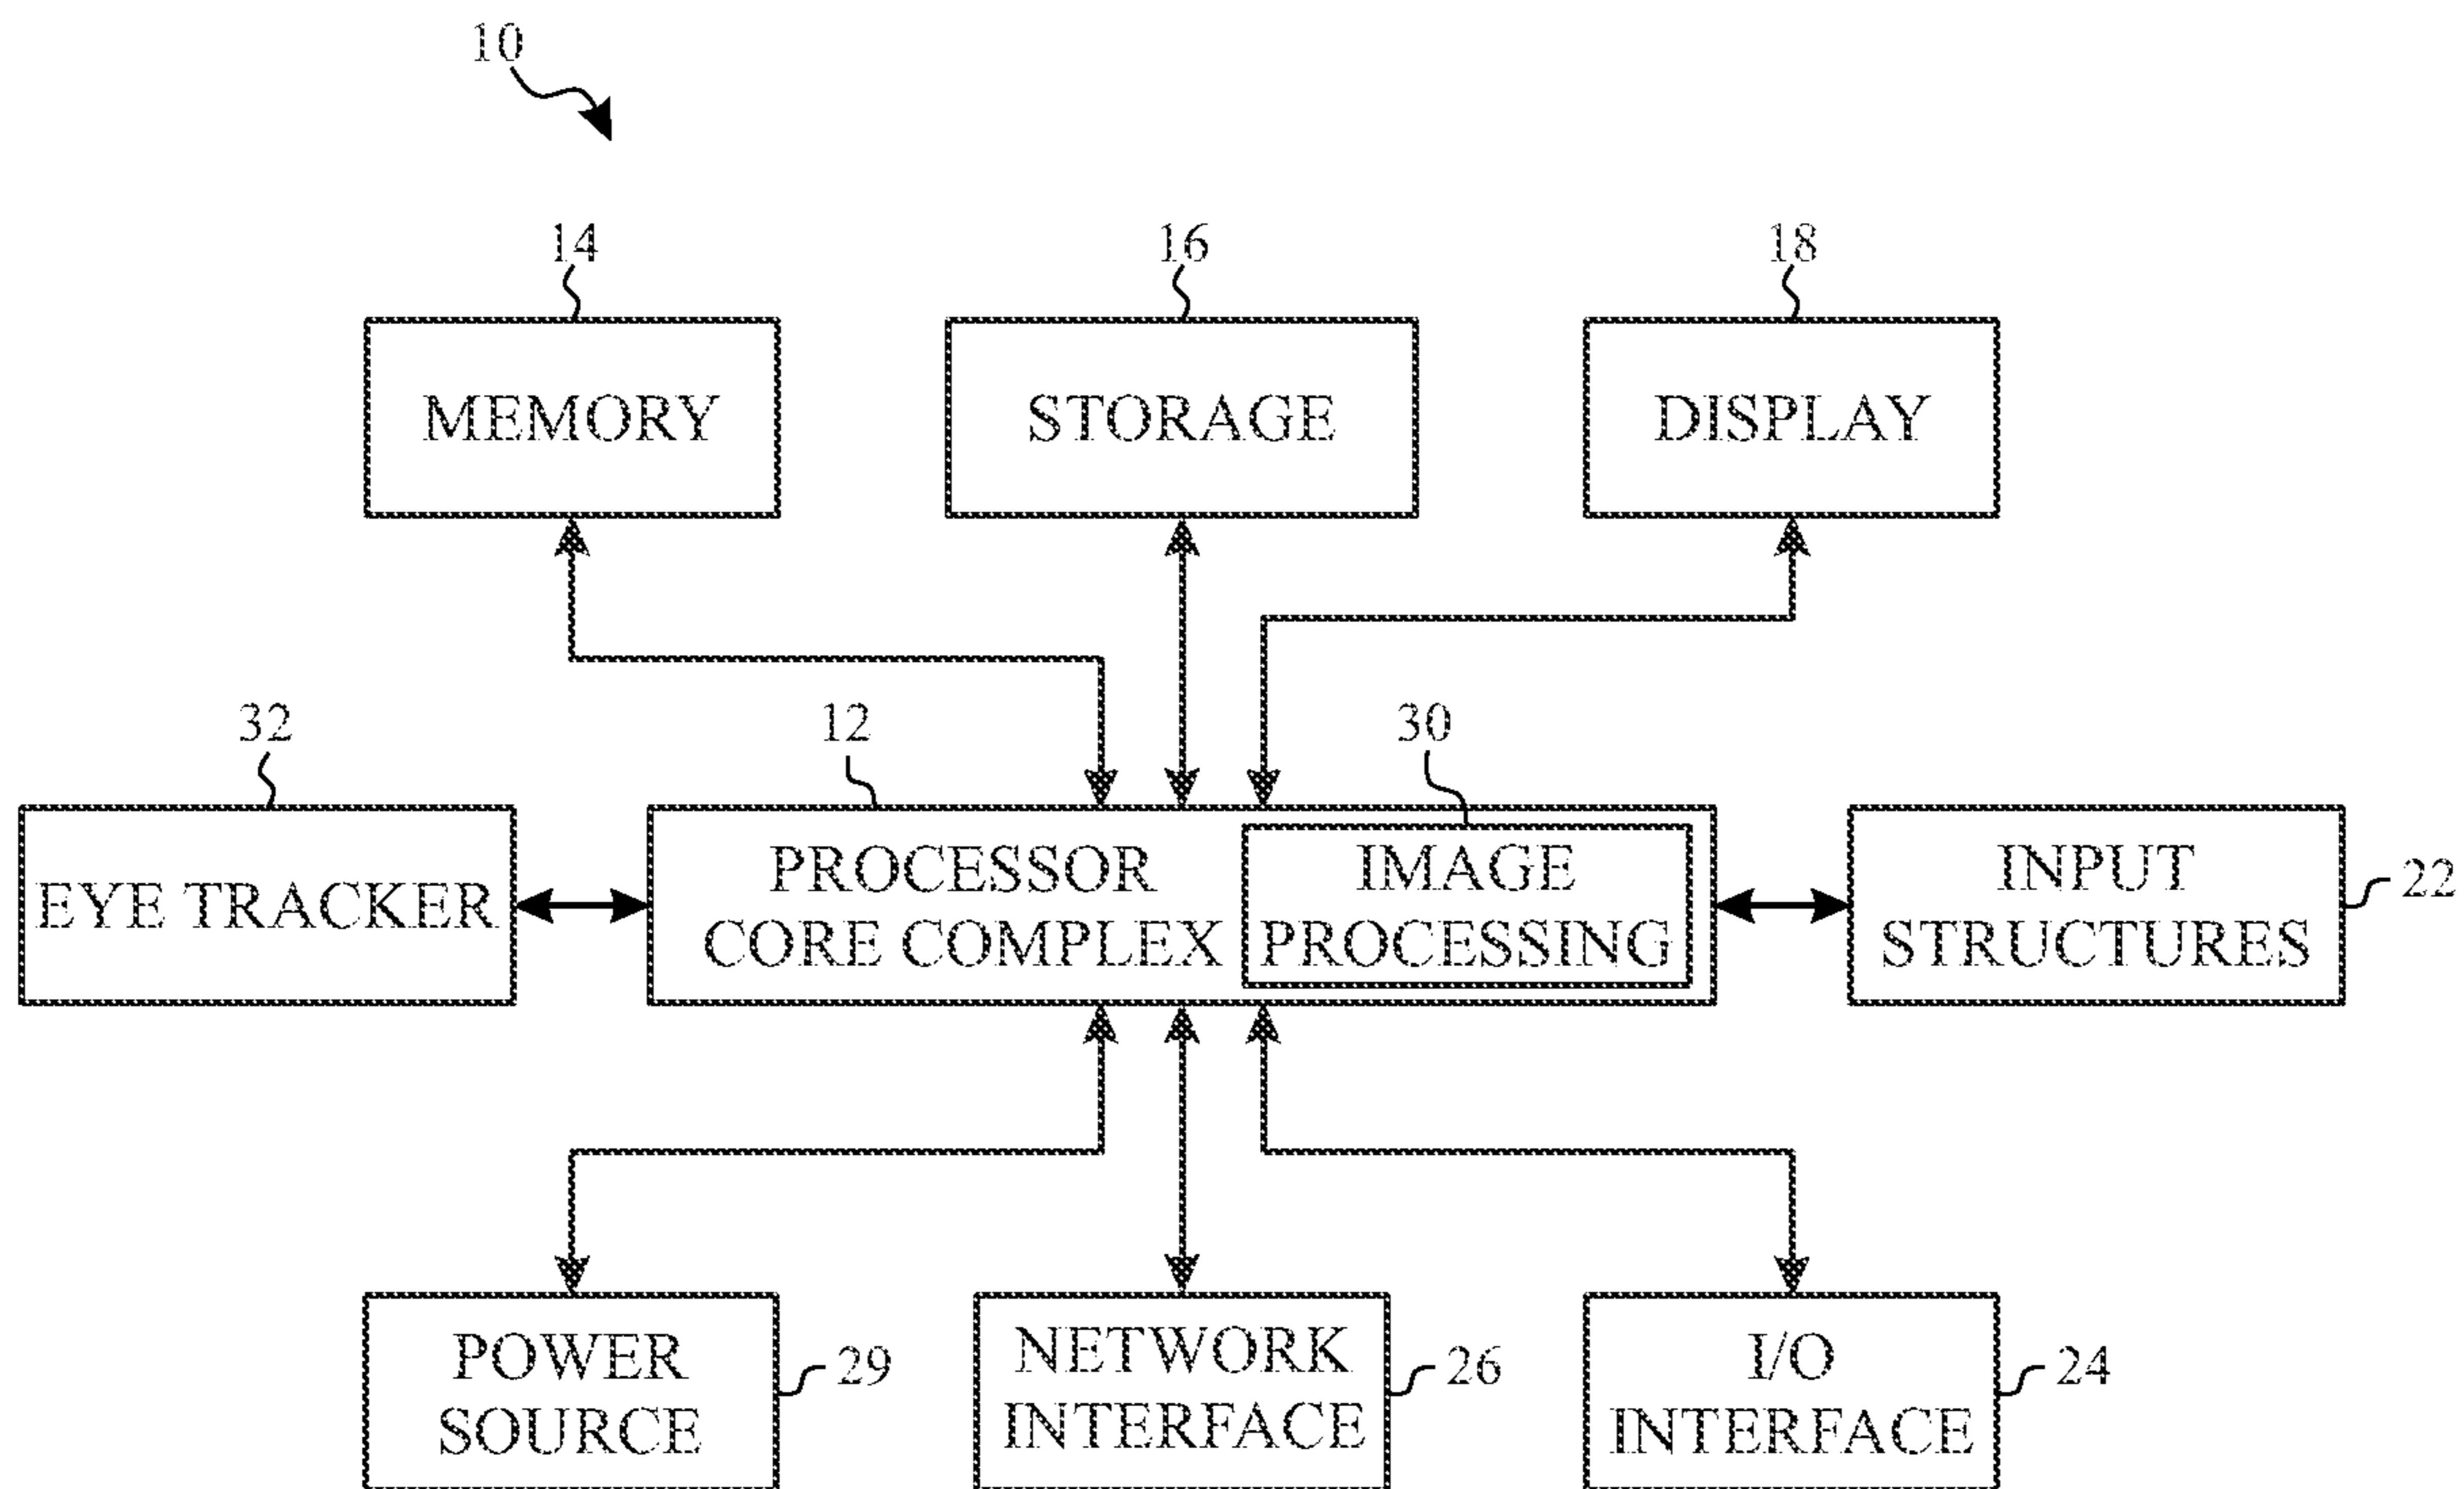 10
14
16
18
MEMORY
STORAGE
DISPLAY
32
12
30
EYE TRACKER
PROCESSOR
CORE COMPLEX
IMAGE
PROCESSING
INPUT
STRUCTURES
22
POWER
SOURCE
29
NETWORK
INTERFACE
26
I/O
INTERFACE
24